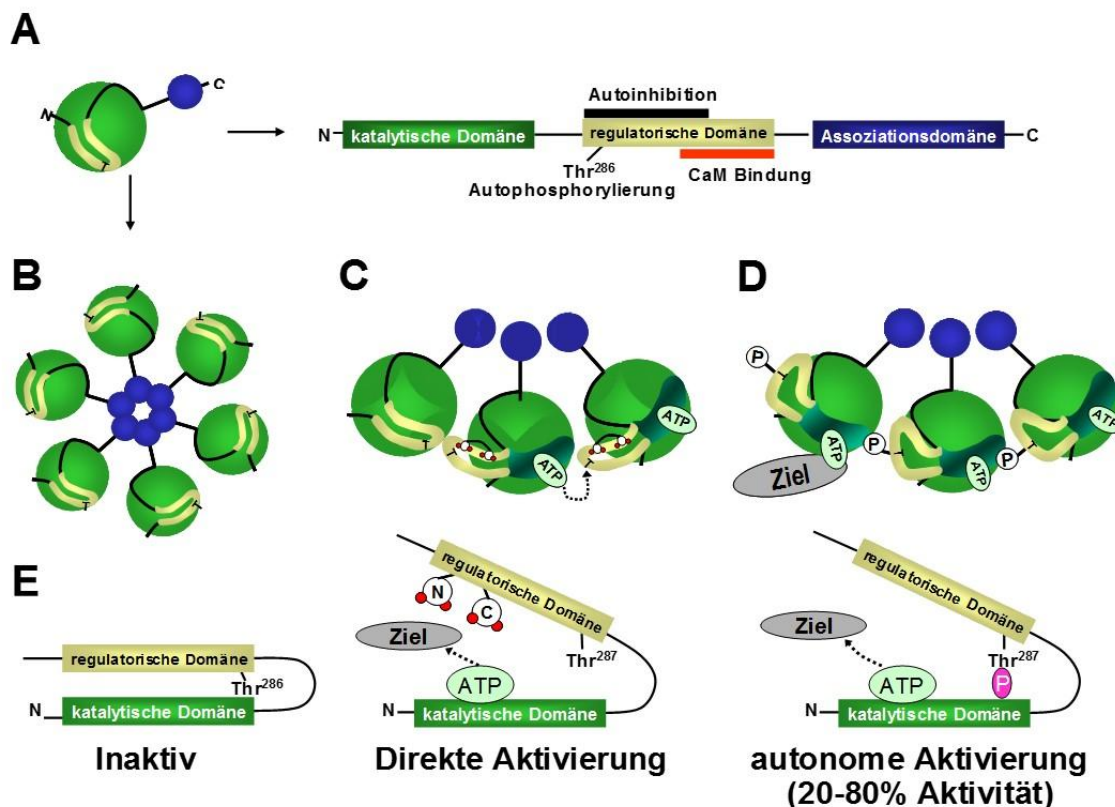 A
N
C
Autoinhibition
N
katalytische Domäne
regulatorische Domäne
Assoziationsdomäne
C
Thr286
Autophosphorylierung
CaM Bindung
B
C
D
ATP
ATP
P
ATP
P
ATP
P
ATP
Ziel
E
regulatorische Domäne
Thr286
N
katalytische Domäne
Inaktiv
regulatorische Domäne
N
C
Ziel
Thr287
ATP
N
katalytische Domäne
Direkte Aktivierung
regulatorische Domäne
Ziel
Thr287
P
ATP
N
katalytische Domäne
autonome Aktivierung
(20-80% Aktivität)